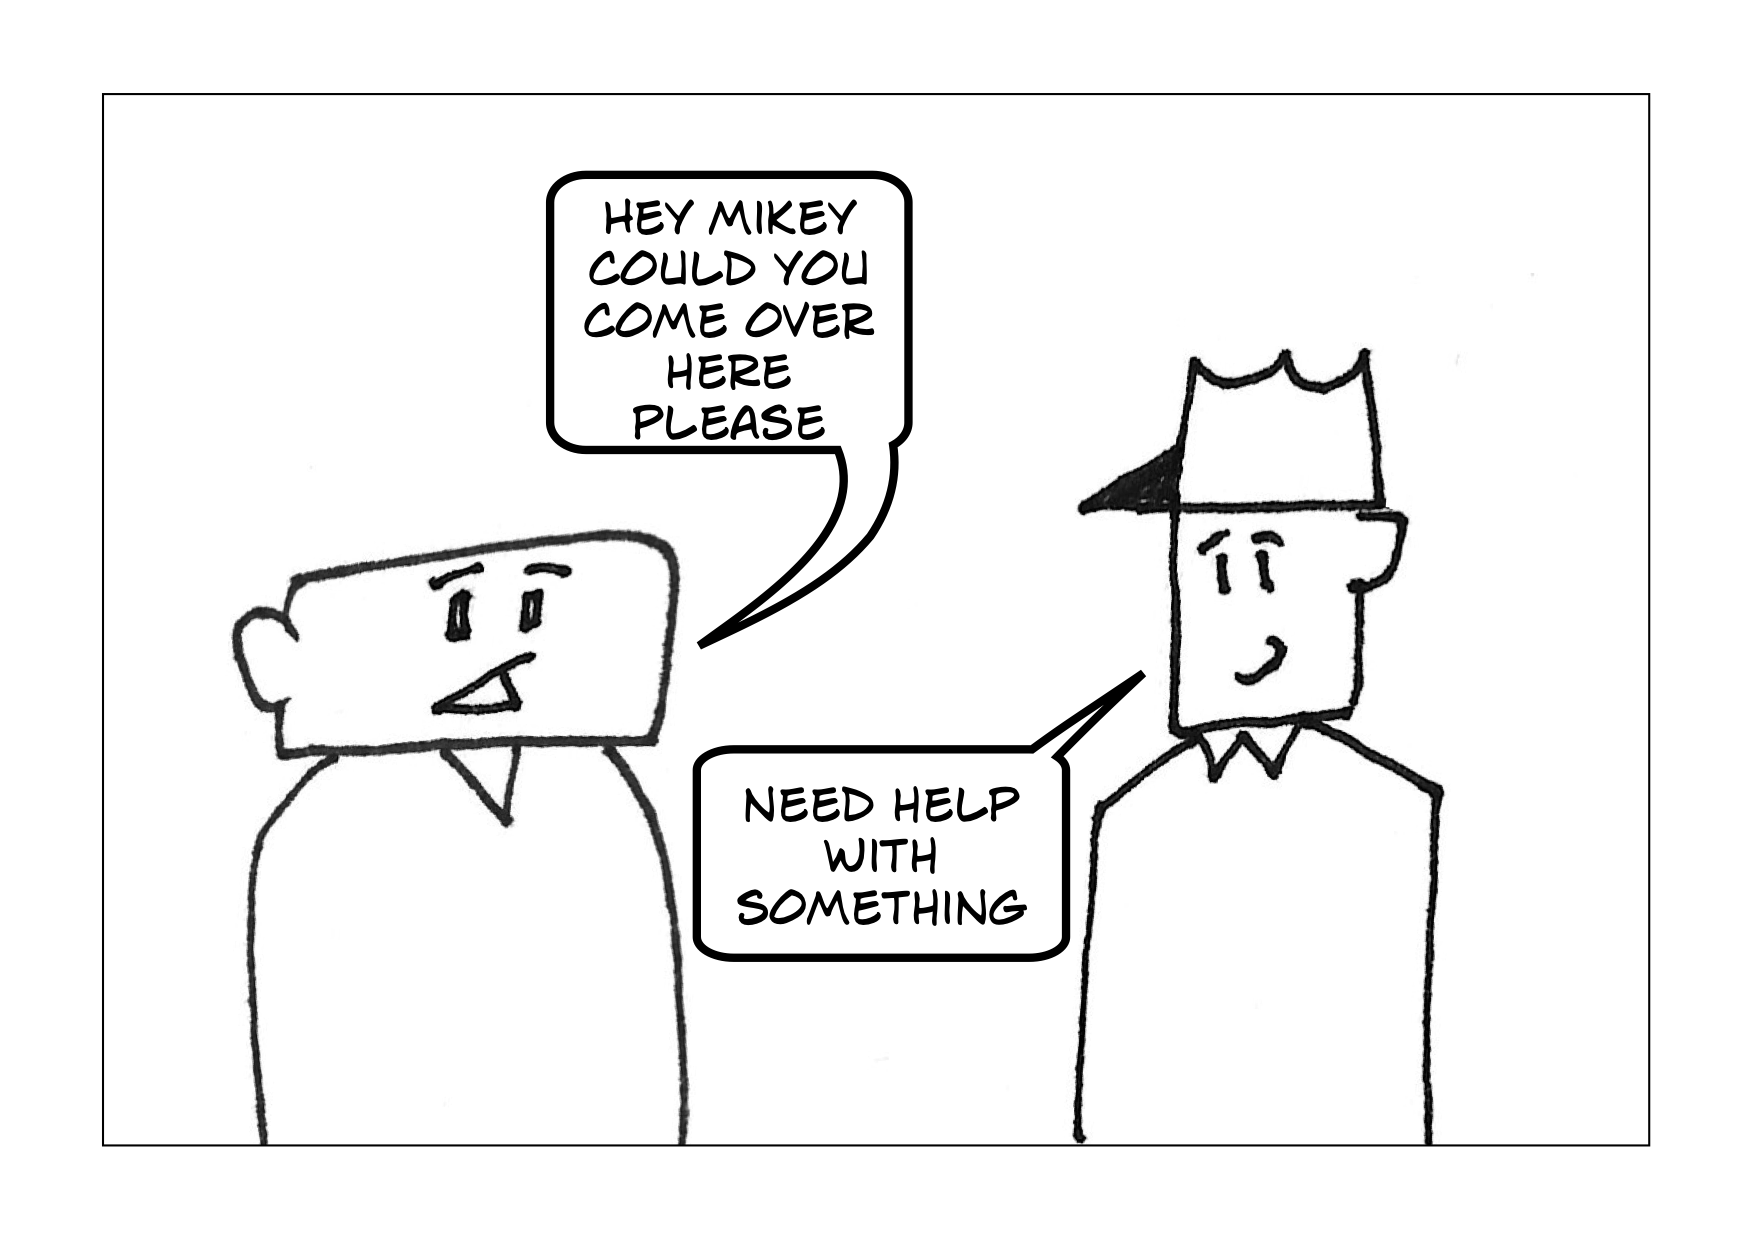 HEY MIKEY
COULD YOU
COME OVER
HERE
PLEASE
NEED HELP
WITH
SOMETHING